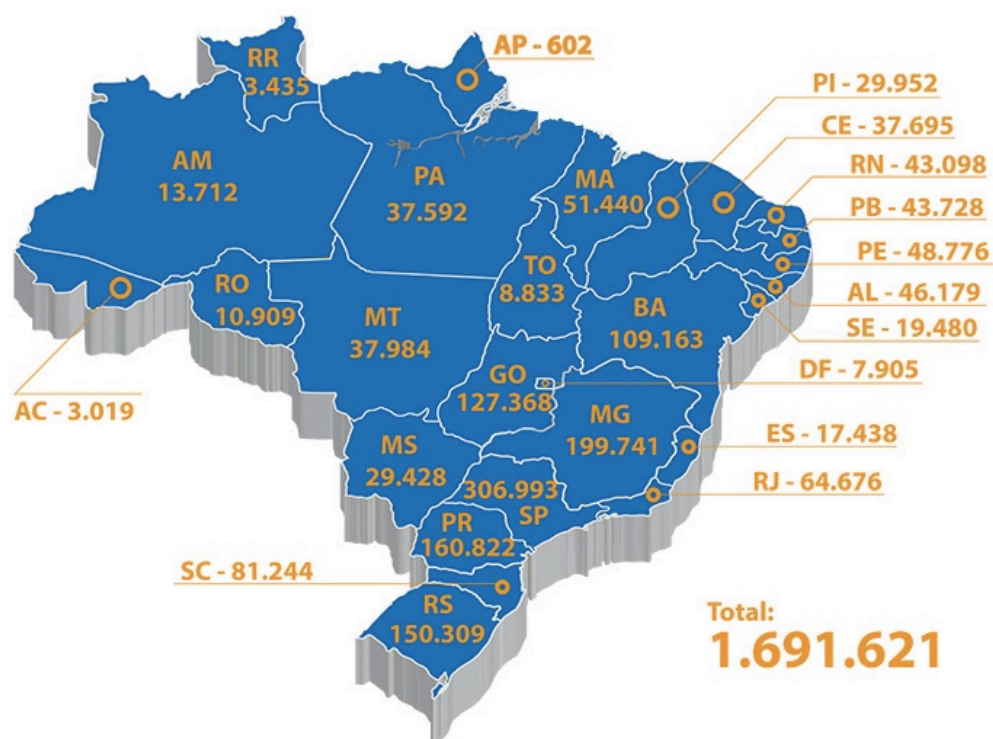 AP - 602
RR
3.435
PI - 29.952
CE - 37.695
AM
13.712
PA
37.592
MA
51.440
RN - 43.098
PB - 43.728
PE - 48.776
TO
8.833
AL - 46.179
RO
10.909
MT
37.984
BA
109.163
SE - 19.480
GO
127.368
DF - 7.905
AC - 3.019
MG
199.741
ES - 17.438
MS
29.428
RJ - 64.676
306.993
SP
PR
160.822
SC - 81.244
RS
150.309
Total:
1.691.621